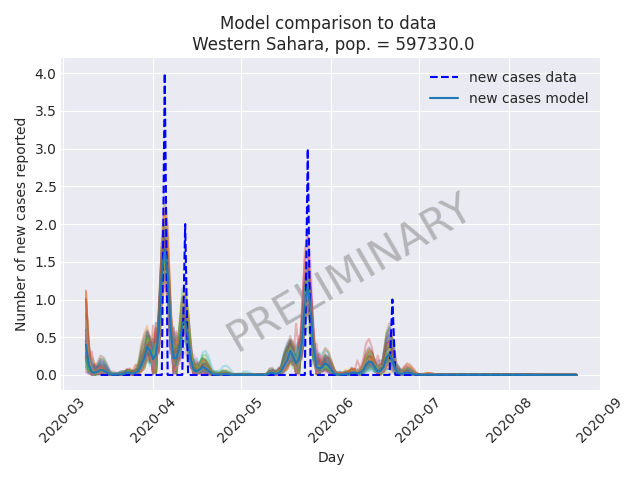 Model comparison to data
Western Sahara, pop. = 597330.0
new cases data
new cases model
4.0
3.5
3.0
2.5
2.0
1.5
1.0
0.5
0.0
Number of new cases reported
PRELIMINARY
2020-03
2020-04
2020-05
2020-06
2020-07
2020-08
2020-09
Day